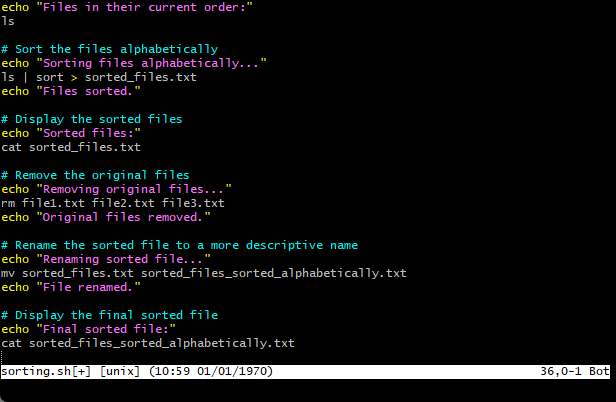 echo "Files in their current order:"
ls
# Sort the files alphabetically
echo "Sorting files alphabetically..."
ls | sort > sorted_files.txt
echo "Files sorted."
# Display the sorted files
echo "Sorted files:"
cat sorted_files.txt
# Remove the original files
echo "Removing original files..."
rm file1.txt file2.txt file3.txt
echo "Original files removed."
# Rename the sorted file to a more descriptive name
echo "Renaming sorted file..."
mv sorted_files.txt sorted_files_sorted_alphabetically.txt
echo "File renamed."
# Display the final sorted file
echo "Final sorted file:"
cat sorted_files_sorted_alphabetically.txt
sorting.sh[+] [unix] (10:59 01/01/1970) 36,0-1 Bot